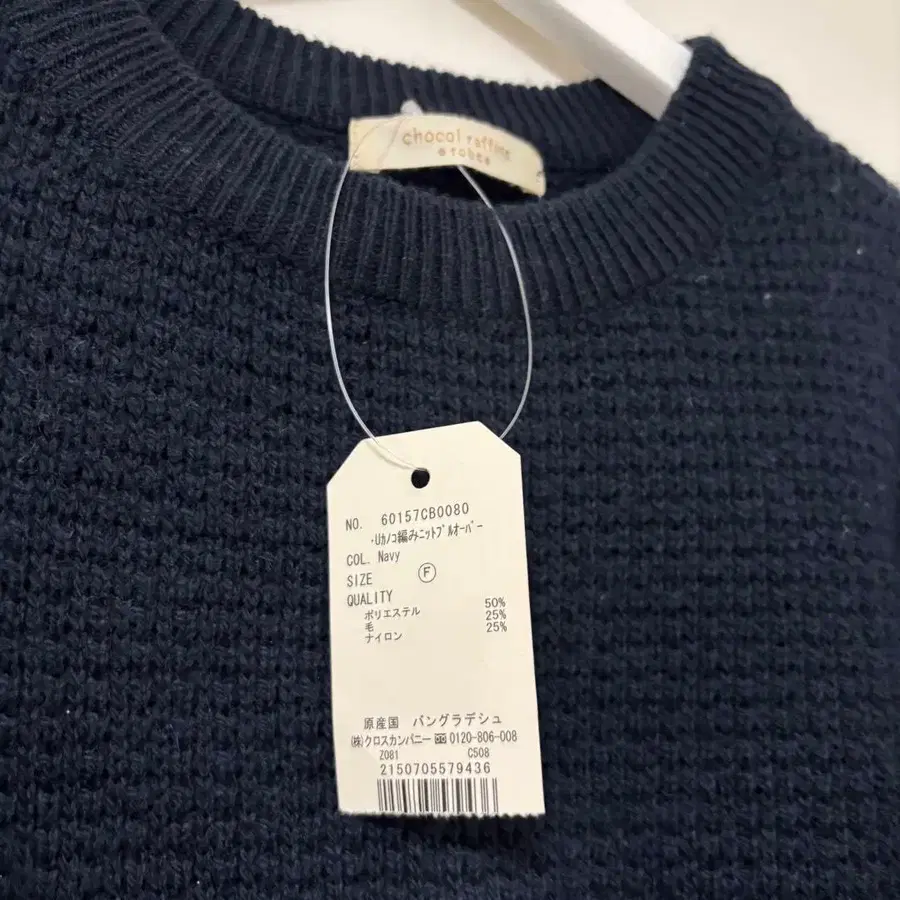 chocol raffine
robes
NO. 60157CB0080
・Uカノコ編みニットプルオーバー
COL. Navy
SIZE F
QUALITY
ポリエステル 50%
毛 25%
ナイロン 25%
原産国 バングラデシュ
㈱クロスカンパニー 0120-806-008
Z081 C508
2150705579436